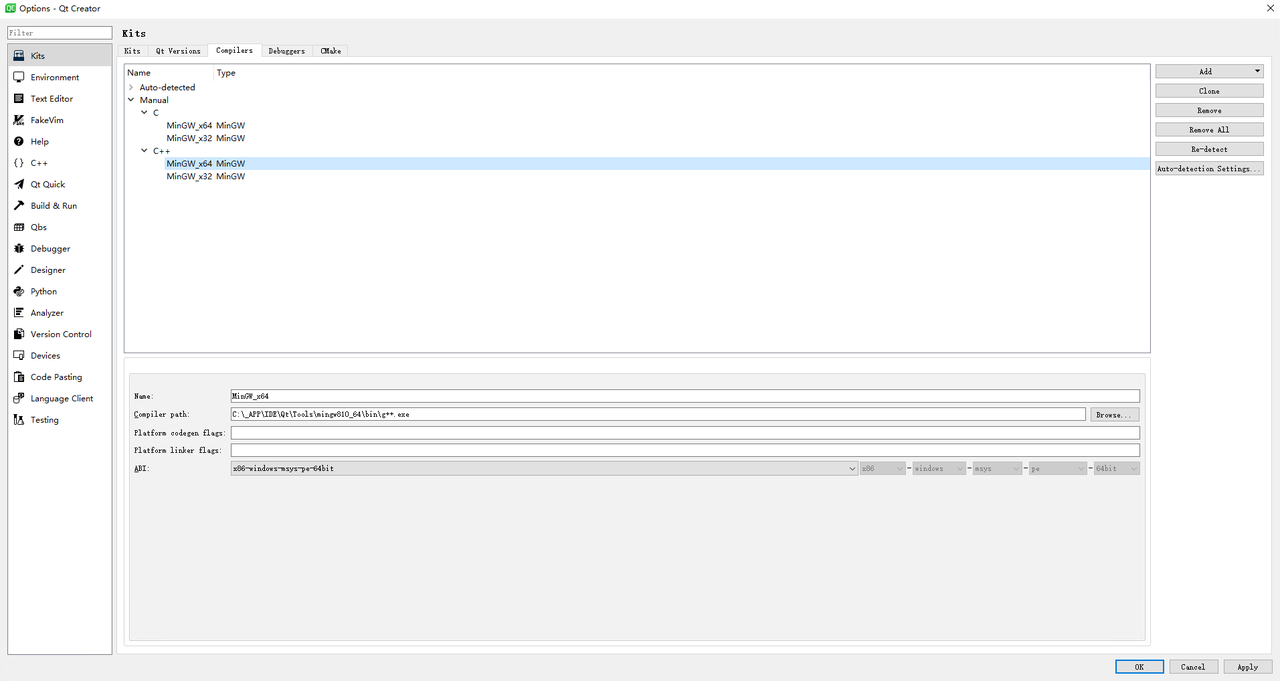 Options - Qt Creator
Filter
Kits
Environment
Text Editor
FakeVim
Help
C++
Qt Quick
Build & Run
Qbs
Debugger
Designer
Python
Analyzer
Version Control
Devices
Code Pasting
Language Client
Testing
Kits
Kits Qt Versions Compilers Debuggers CMake
Name Type
Auto-detected
Manual
C
MinGW_x64 MinGW
MinGW_x32 MinGW
C++
MinGW_x64 MinGW
MinGW_x32 MinGW
Add
Clone
Remove
Remove All
Re-detect
Auto-detection Settings...
Name: MinGW_x64
Compiler path: C:\_APP\IDE\Qt\Tools\mingw810_64\bin\g++.exe Browse...
Platform codegen flags:
Platform linker flags:
ABI: x86-windows-msys-pe-64bit x86 - windows - msys - pe - 64bit
OK Cancel Apply